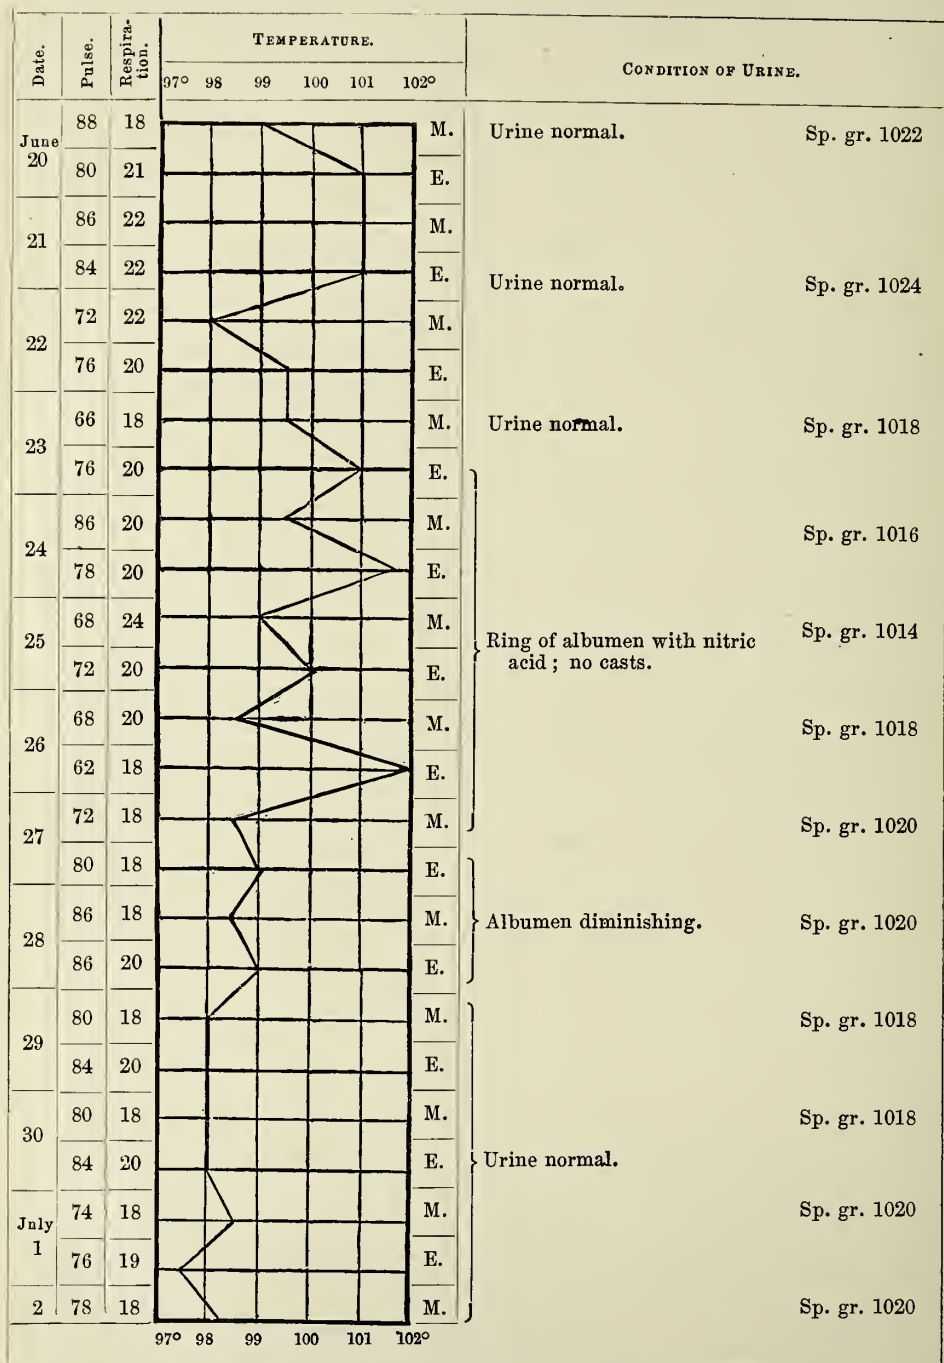 Date. Pulse. Respira-tion. TEMPERATURE. CONDITION OF URINE.
97° 98 99 100 101 102°
June 20 88 18 M. Urine normal. Sp. gr. 1022
80 21 E.
21 86 22 M.
84 22 E. Urine normal. Sp. gr. 1024
22 72 22 M.
76 20 E.
23 66 18 M. Urine normal. Sp. gr. 1018
76 20 E.
24 86 20 M. Sp. gr. 1016
78 20 E.
25 68 24 M. Sp. gr. 1014
Ring of albumen with nitric
acid ; no casts.
72 20 E.
26 68 20 M. Sp. gr. 1018
62 18 E.
27 72 18 M. Sp. gr. 1020
80 18 E.
28 86 18 M. Albumen diminishing. Sp. gr. 1020
86 20 E.
29 80 18 M. Sp. gr. 1018
84 20 E.
30 80 18 M. Sp. gr. 1018
84 20 E. Urine normal.
July 1 74 18 M. Sp. gr. 1020
76 19 E.
2 78 18 M. Sp. gr. 1020
97° 98 99 100 101 102°